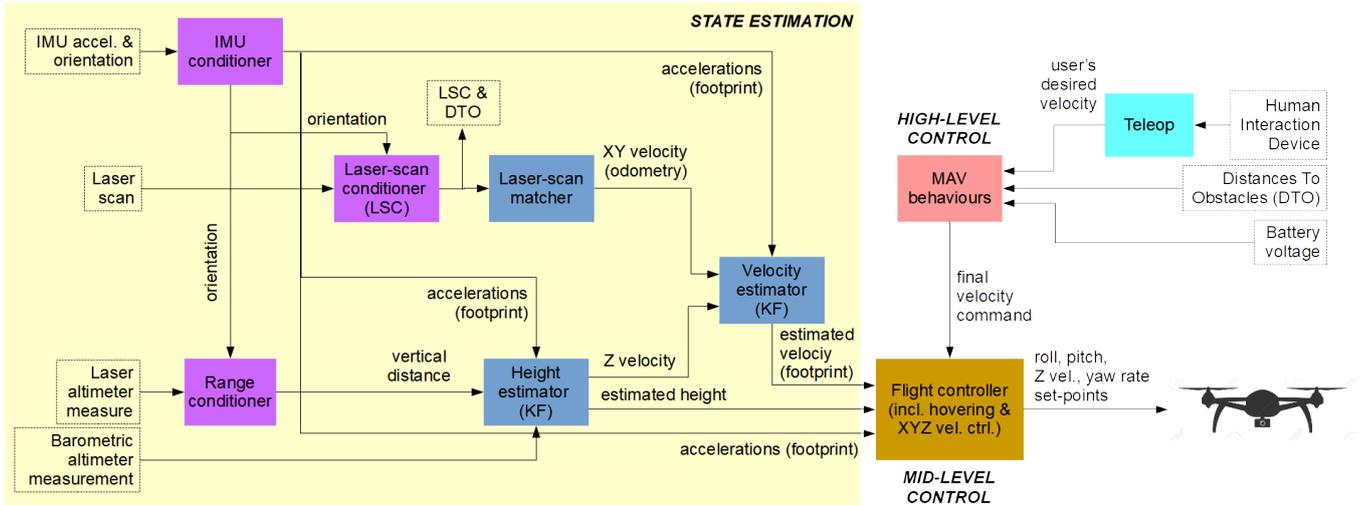 STATE ESTIMATION
IMU accel. &
orientation
IMU
conditioner
accelerations
(footprint)
LSC &
DTO
orientation
Laser
scan
Laser-scan
conditioner
(LSC)
Laser-scan
matcher
XY velocity
(odometry)
orientation
accelerations
(footprint)
Velocity
estimator
(KF)
estimated
velociy
(footprint)
Laser
altimeter
measure
Range
conditioner
vertical
distance
Height
estimator
(KF)
Z velocity
estimated height
Barometric
altimeter
measurement
accelerations (footprint)
HIGH-LEVEL
CONTROL
user's
desired
velocity
Teleop
Human
Interaction
Device
MAV
behaviours
Distances To
Obstacles (DTO)
Battery
voltage
final
velocity
command
Flight controller
(incl. hovering &
XYZ vel. ctrl.)
roll, pitch,
Z vel., yaw rate
set-points
MID-LEVEL
CONTROL